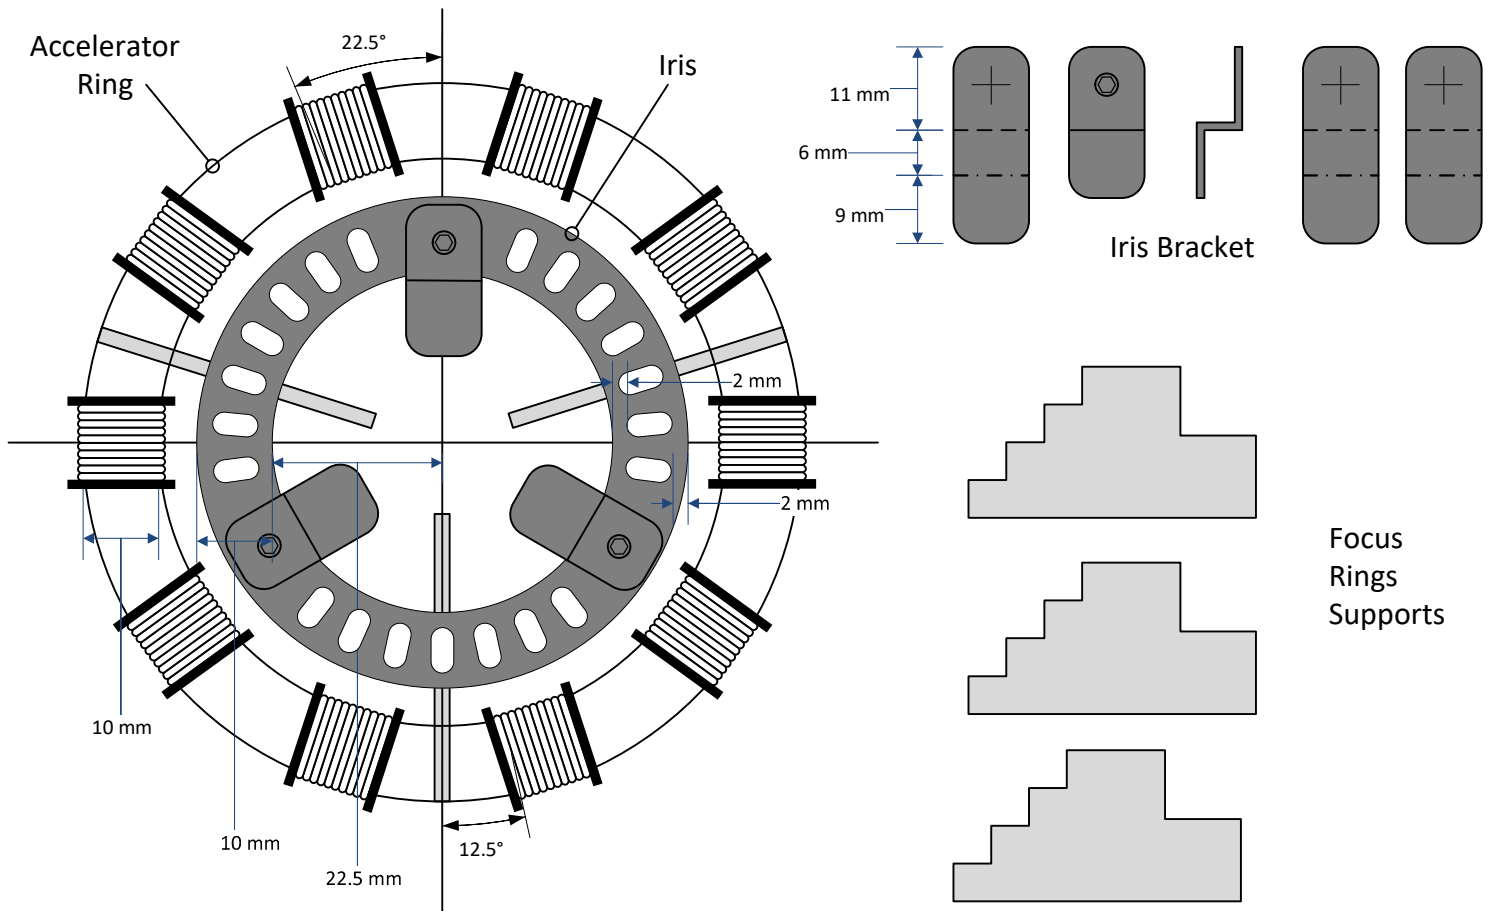 Accelerator
Ring
22.5°
Iris
11 mm
6 mm
9 mm
Iris Bracket
2 mm
2 mm
Focus
Rings
Supports
10 mm
10 mm
12.5°
22.5 mm